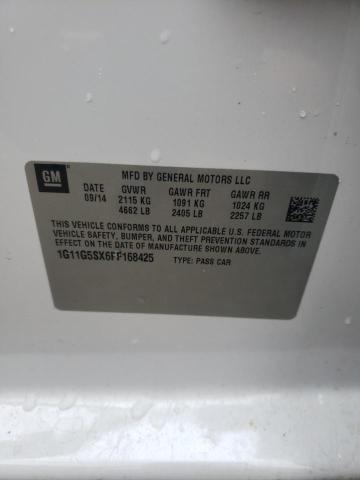 GM
MFD BY GENERAL MOTORS LLC
DATE GVWR GAWR FRT GAWR RR
09/14 2115 KG 1091 KG 1024 KG
4662 LB 2405 LB 2257 LB
THIS VEHICLE CONFORMS TO ALL APPLICABLE U.S. FEDERAL MOTOR
VEHICLE SAFETY, BUMPER, AND THEFT PREVENTION STANDARDS
IN EFFECT ON THE DATE OF MANUFACTURE SHOWN ABOVE.
1G11G5SX6FF168425 TYPE: PASS CAR